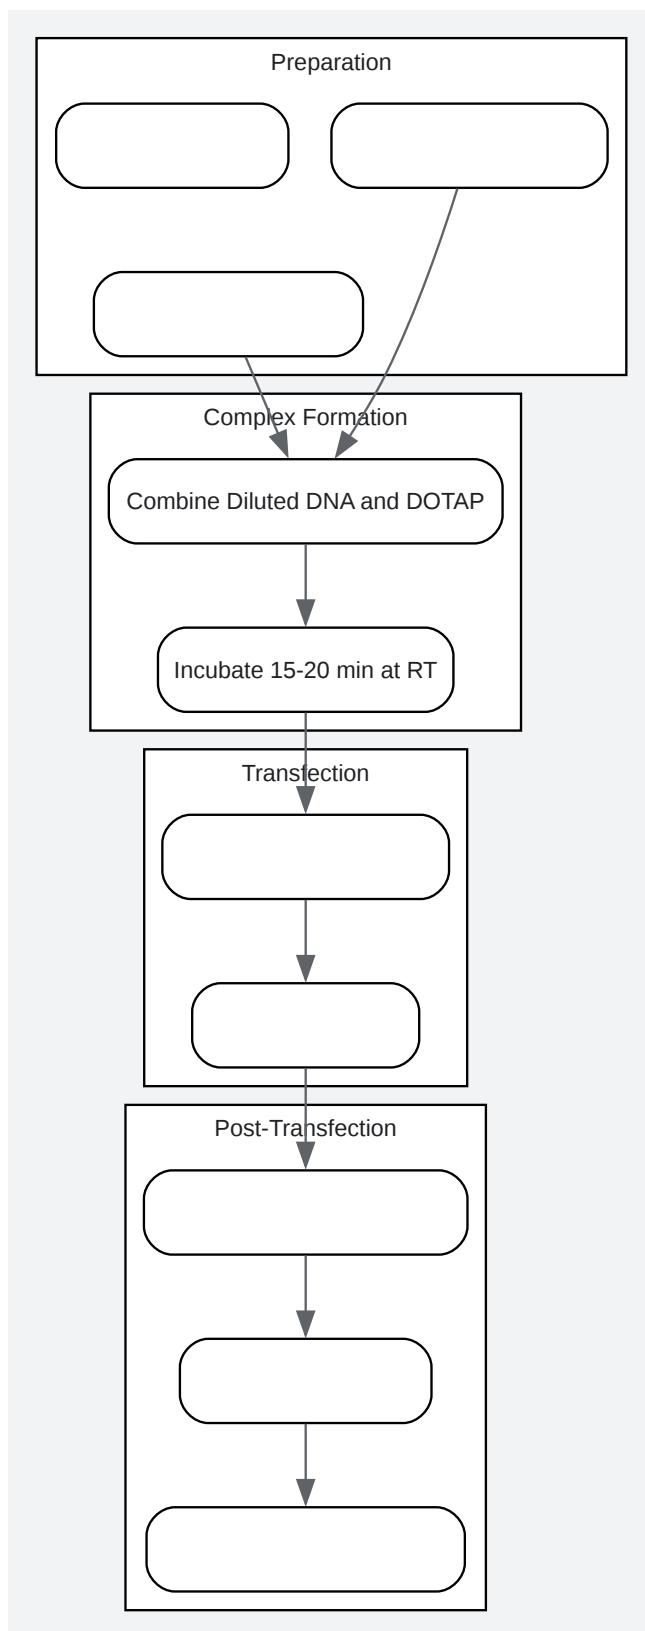 Preparation
Complex Formation
Combine Diluted DNA and DOTAP
Incubate 15-20 min at RT
Transfection
Post-Transfection